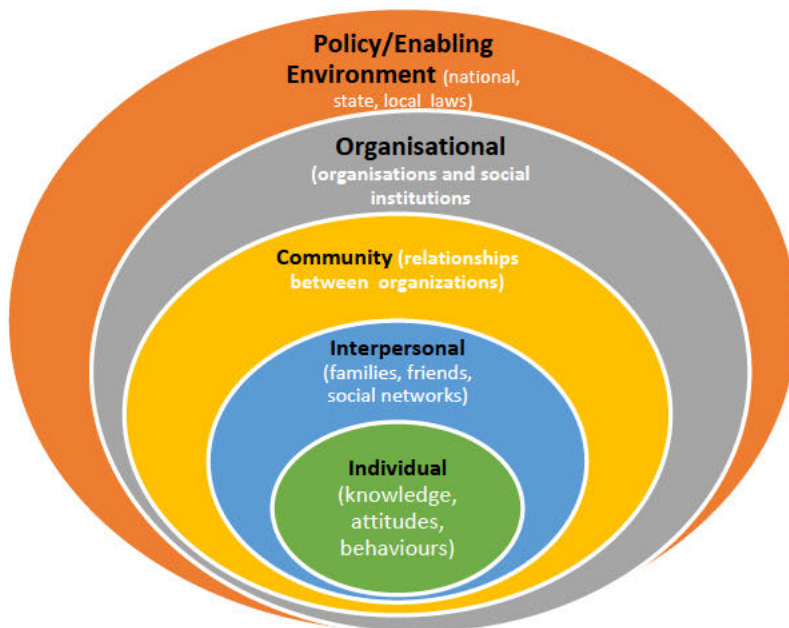 Policy/Enabling
Environment (national,
state, local laws)
Organisational
(organisations and social
institutions
Community (relationships
between organizations)
Interpersonal
(families, friends,
social networks)
Individual
(knowledge,
attitudes,
behaviours)